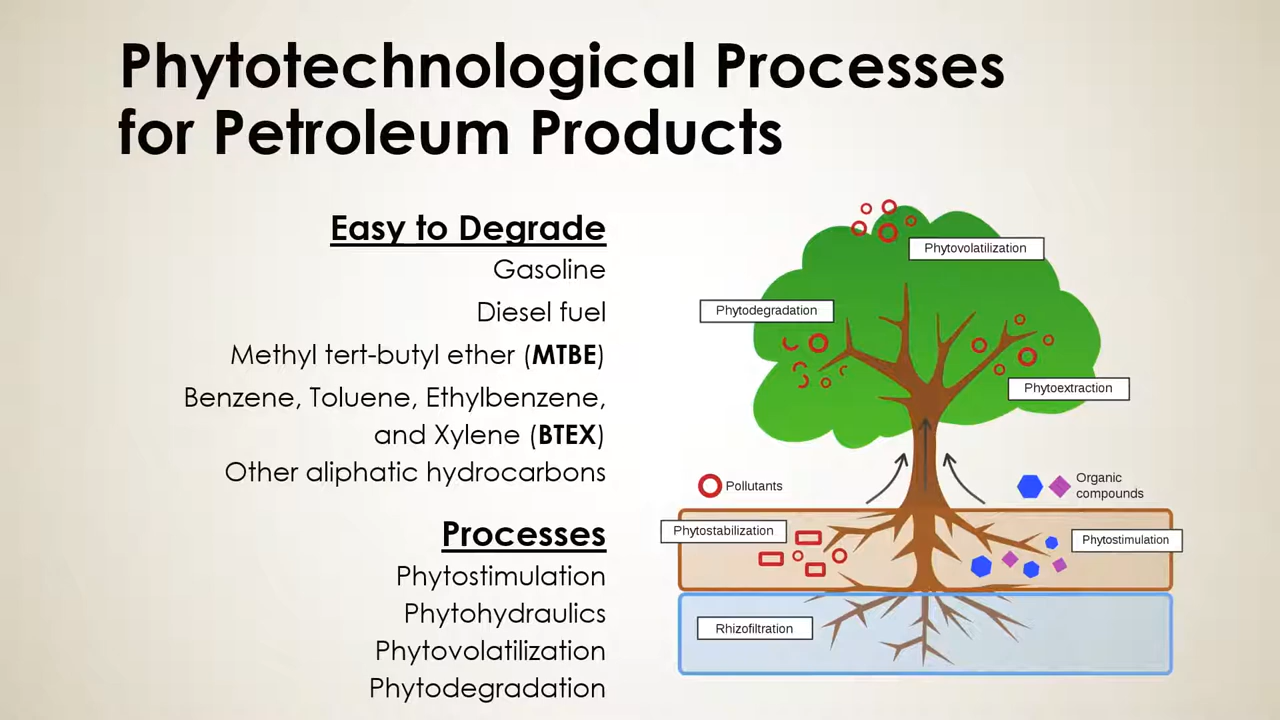 Phytotechnological Processes
for Petroleum Products
Easy to Degrade
Gasoline
Diesel fuel
Methyl tert-butyl ether (MTBE)
Benzene, Toluene, Ethylbenzene,
and Xylene (BTEX)
Other aliphatic hydrocarbons
Processes
Phytostimulation
Phytohydraulics
Phytovolatilization
Phytodegradation
Phytovolatilization
Phytodegradation
Phytoextraction
Pollutants
Organic
compounds
Phytostabilization
Phytostimulation
Rhizofiltration